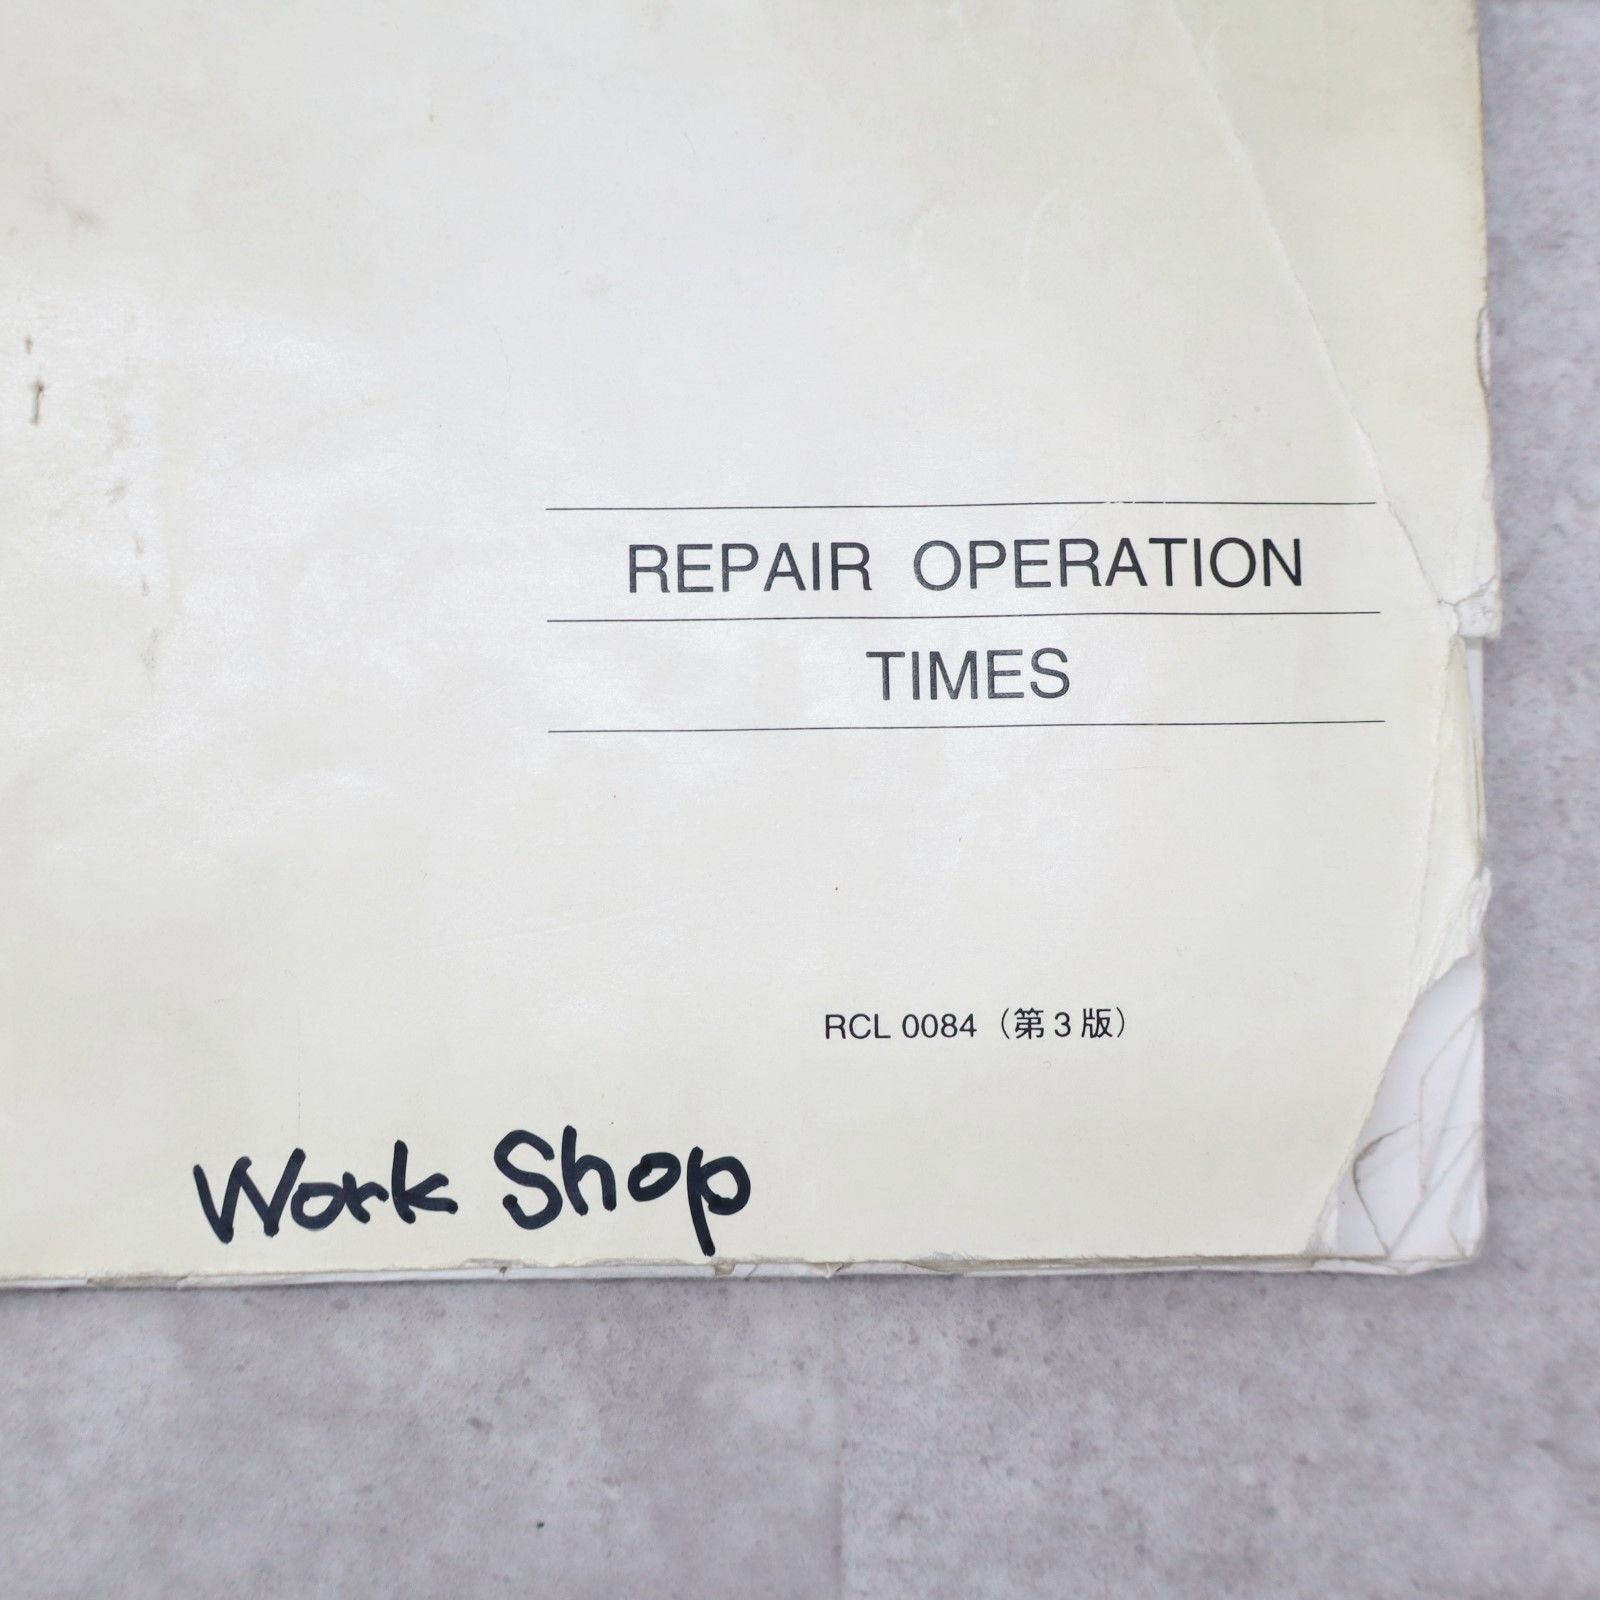 REPAIR OPERATION
TIMES
RCL 0084（第3版）
Work Shop